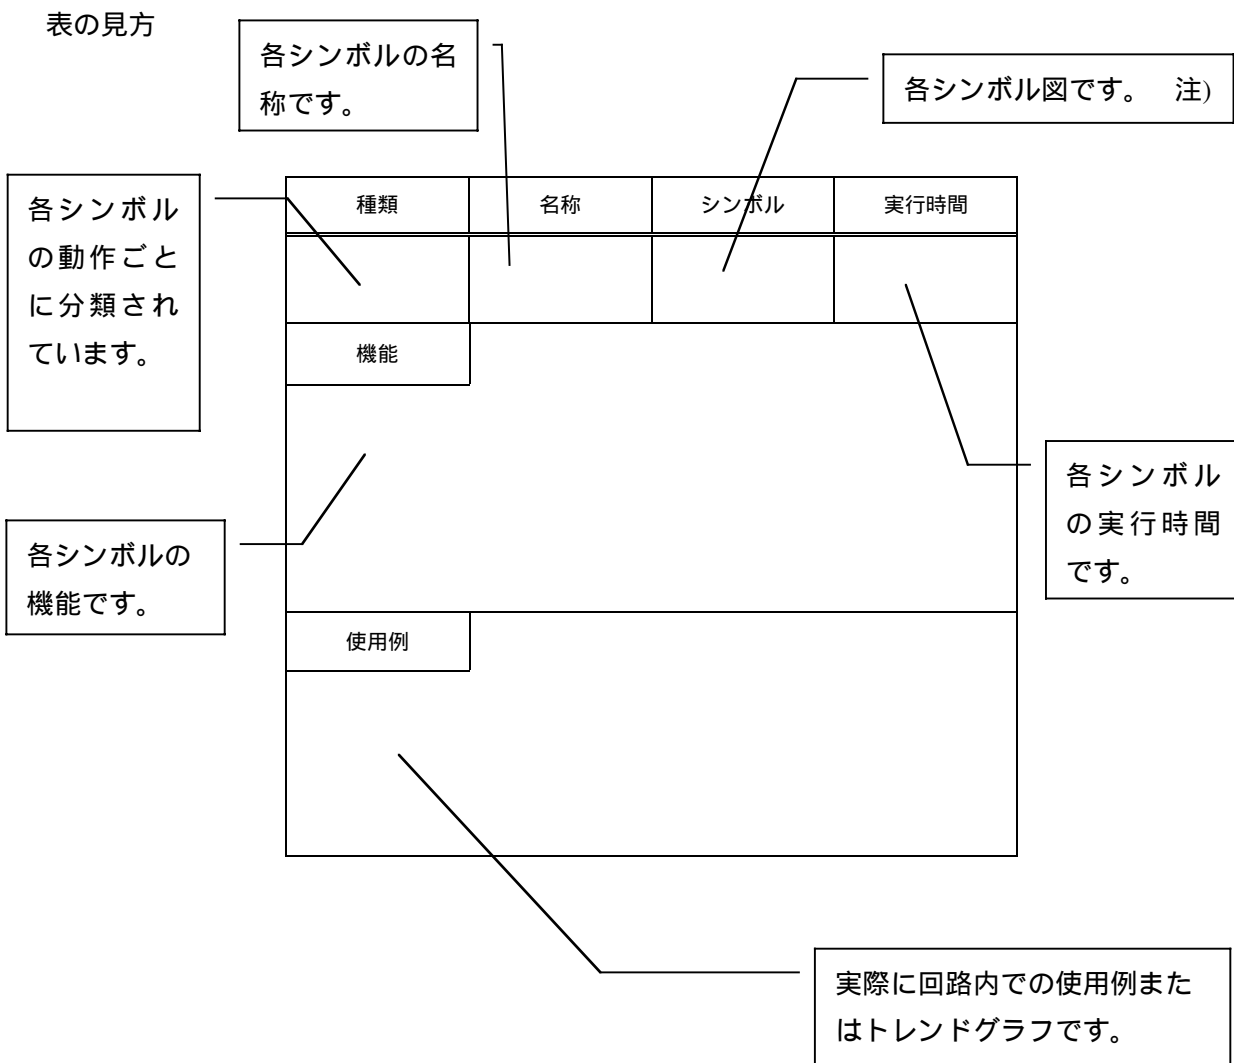 表の見方
各シンボルの名
称です。
各シンボル図です。　注)
各シンボル
の動作ごと
に分類され
ています。
種類　名称　シンボル　実行時間
機能
各シンボル
の実行時間
です。
各シンボルの
機能です。
使用例
実際に回路内での使用例また
はトレンドグラフです。